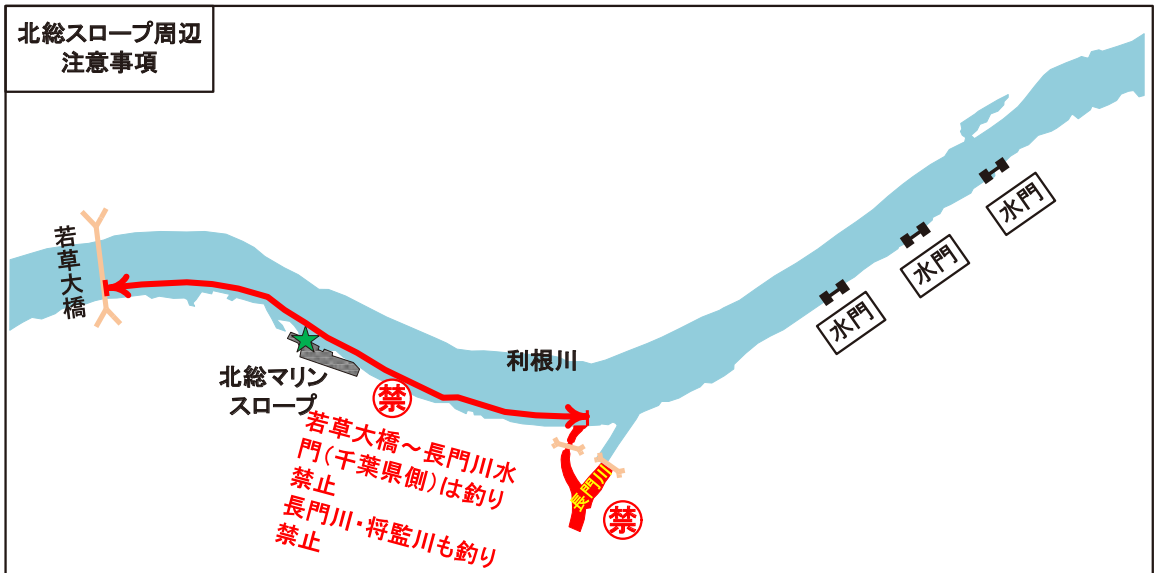 北総スロープ周辺
注意事項
若草大橋
利根川
水門
水門
水門
北総マリン
スロープ
禁
若草大橋～長門川水
門(千葉県側)は釣り
禁止
長門川・将監川も釣り
禁止
長門川
禁